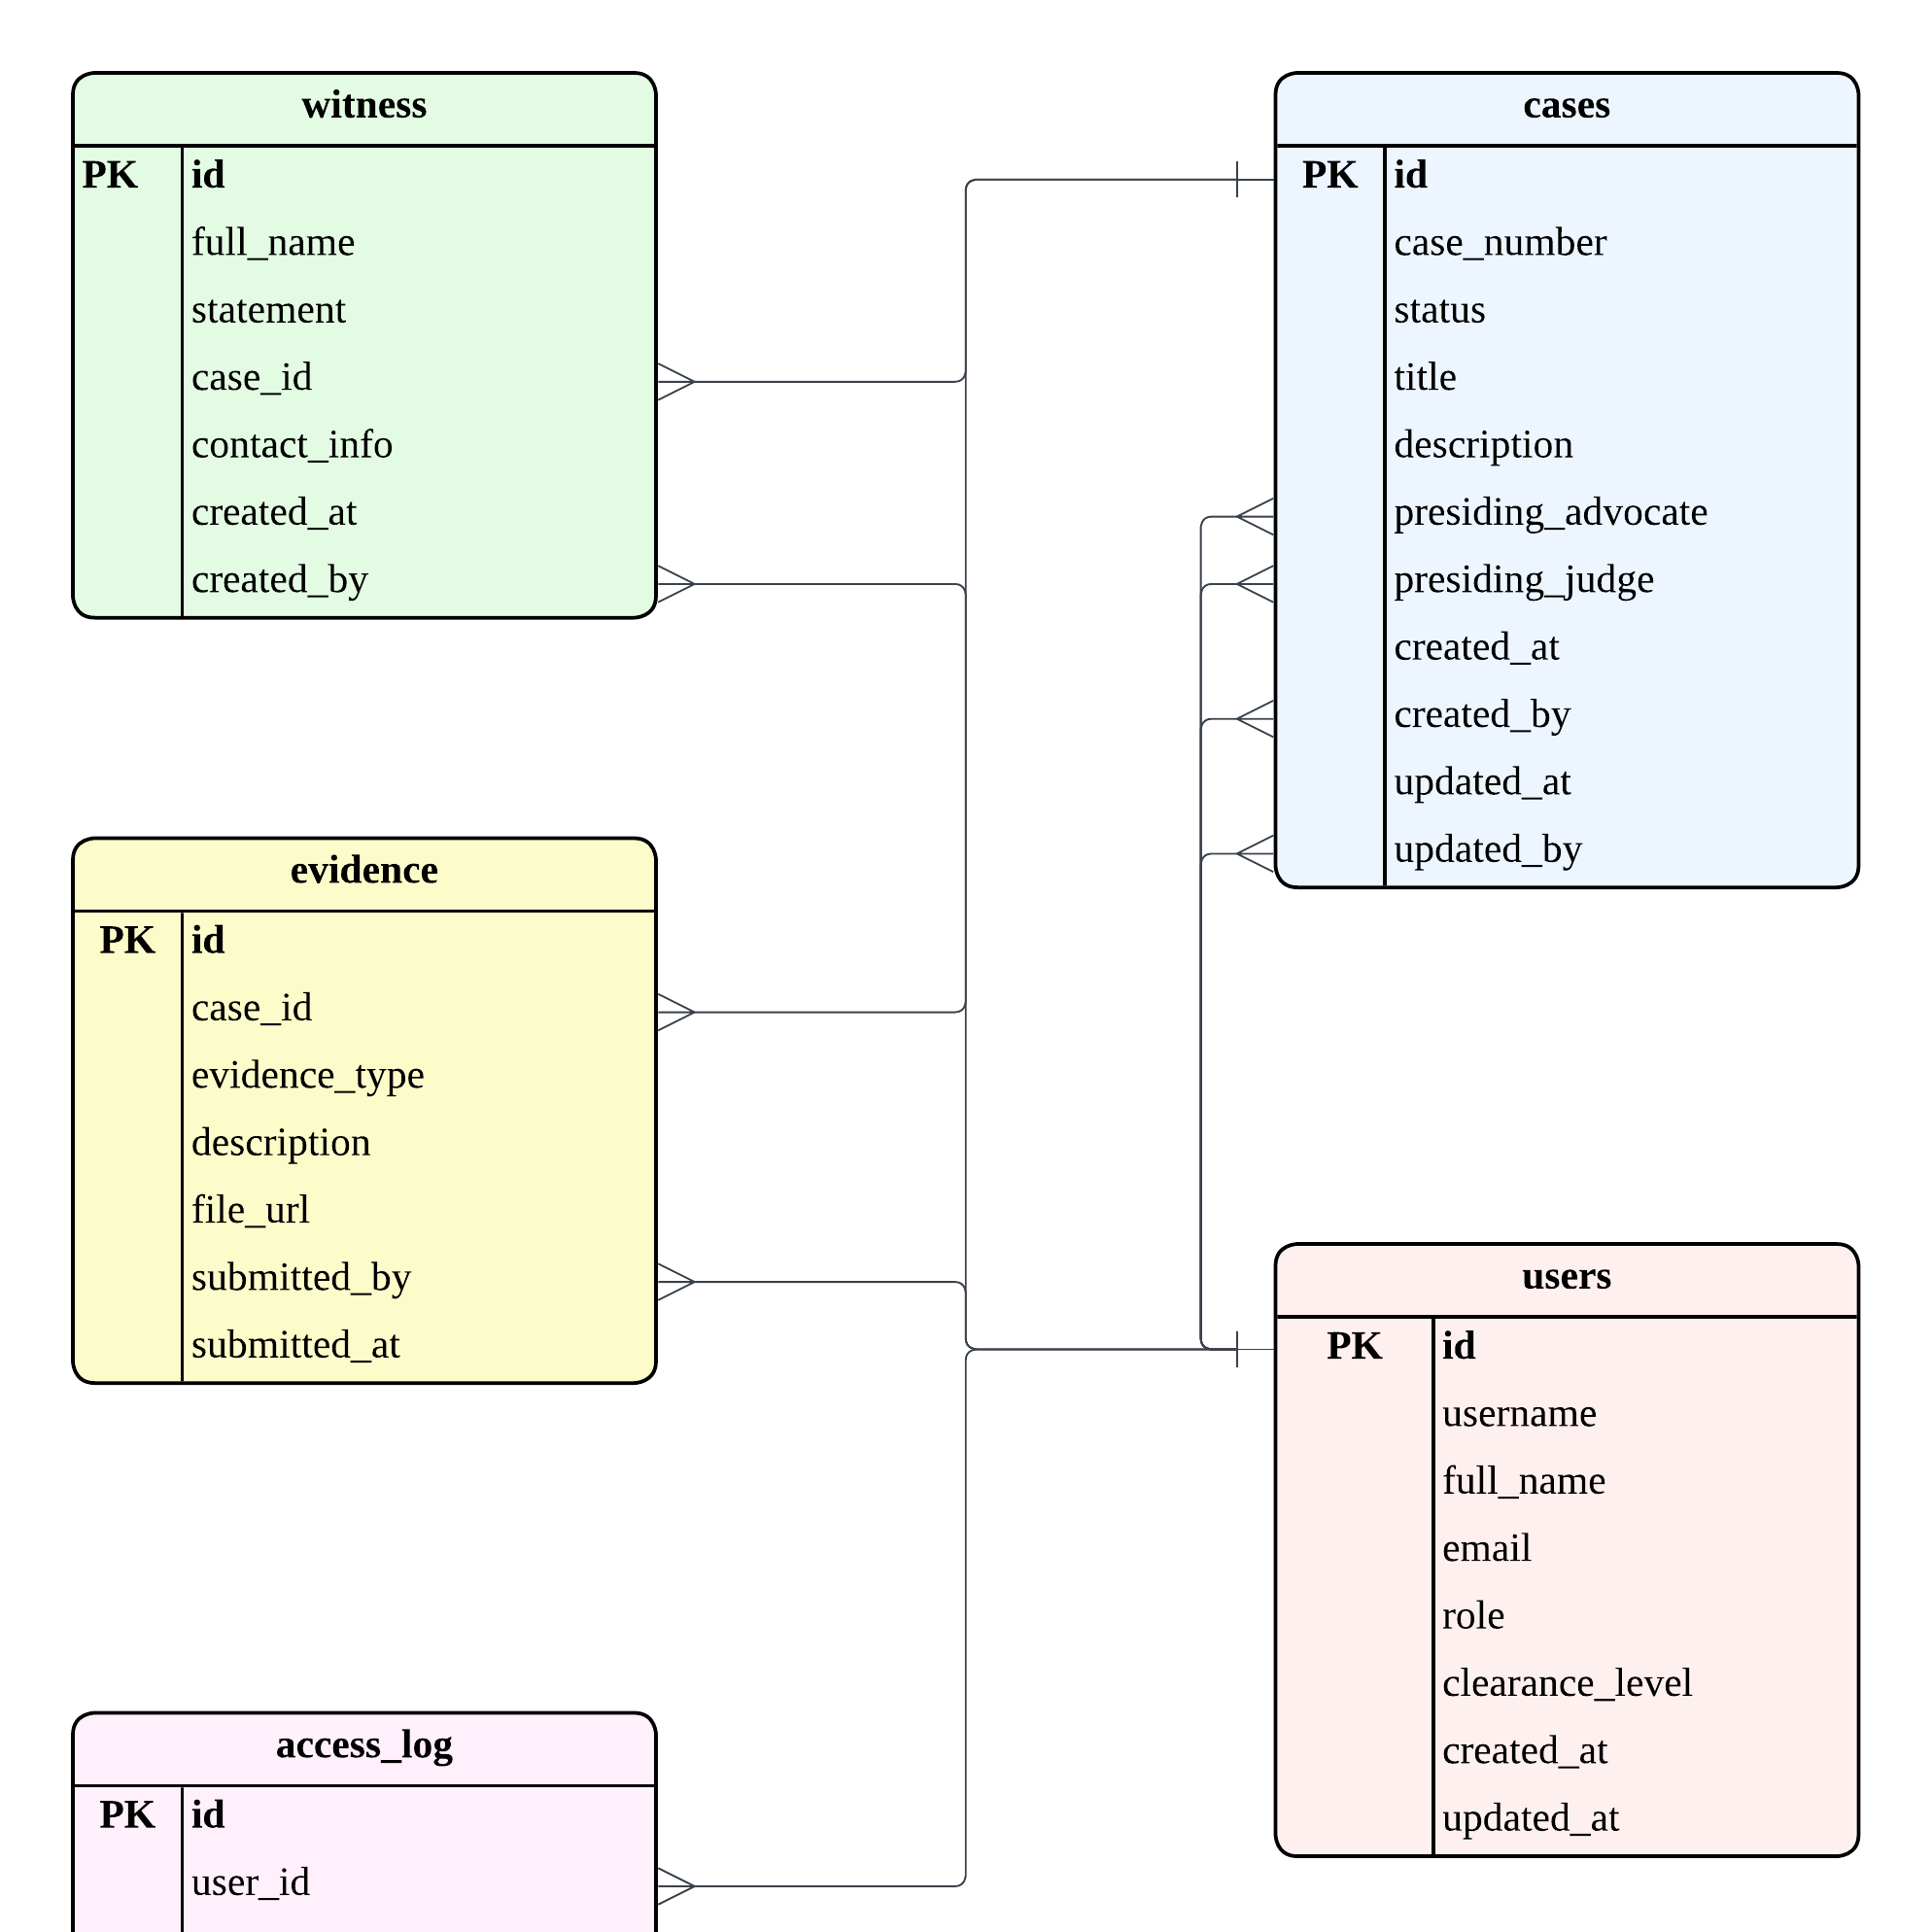 witness
PK id
full_name
statement
case_id
contact_info
created_at
created_by
cases
PK id
case_number
status
title
description
presiding_advocate
presiding_judge
created_at
created_by
updated_at
updated_by
evidence
PK id
case_id
evidence_type
description
file_url
submitted_by
submitted_at
users
PK id
username
full_name
email
role
clearance_level
created_at
updated_at
access_log
PK id
user_id